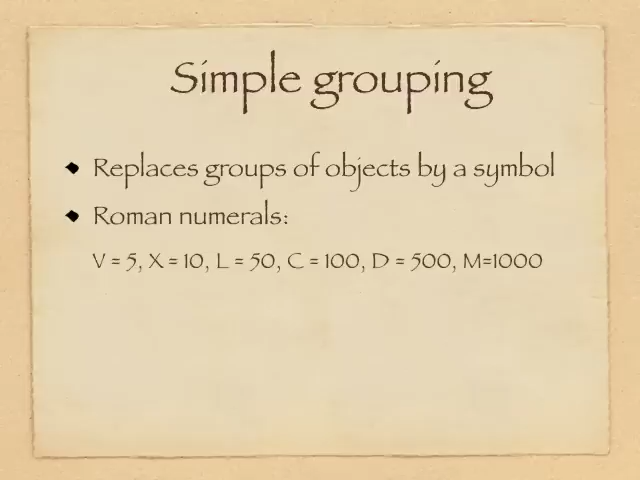 Simple grouping
Replaces groups of objects by a symbol
Roman numerals:
V = 5, X = 10, L = 50, C = 100, D = 500, M=1000